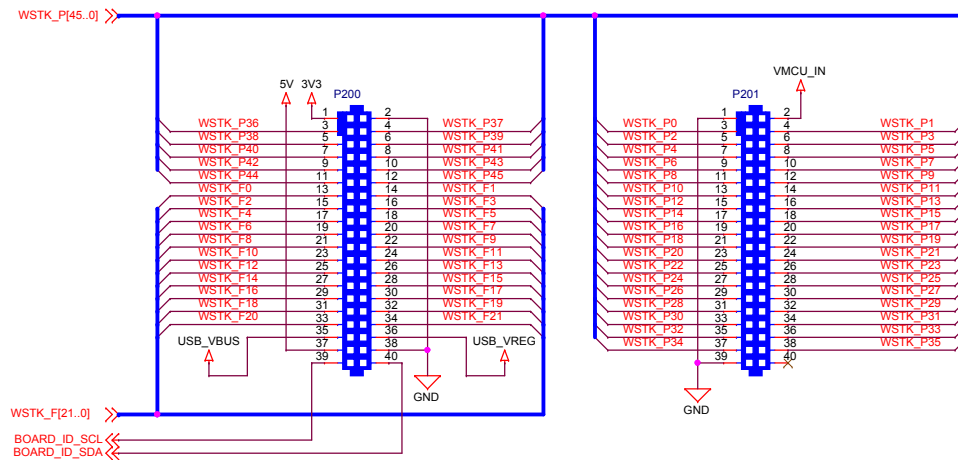 WSTK_P[45..0]
5V 3V3 P200 VMCU_IN P201
1 2 1 2
WSTK_P36 3 4 WSTK_P37 WSTK_P0 3 4 WSTK_P1
WSTK_P38 5 6 WSTK_P39 WSTK_P2 5 6 WSTK_P3
WSTK_P40 7 8 WSTK_P41 WSTK_P4 7 8 WSTK_P5
WSTK_P42 9 10 WSTK_P43 WSTK_P6 9 10 WSTK_P7
WSTK_P44 11 12 WSTK_P45 WSTK_P8 11 12 WSTK_P9
WSTK_F0 13 14 WSTK_F1 WSTK_P10 13 14 WSTK_P11
WSTK_F2 15 16 WSTK_F3 WSTK_P12 15 16 WSTK_P13
WSTK_F4 17 18 WSTK_F5 WSTK_P14 17 18 WSTK_P15
WSTK_F6 19 20 WSTK_F7 WSTK_P16 19 20 WSTK_P17
WSTK_F8 21 22 WSTK_F9 WSTK_P18 21 22 WSTK_P19
WSTK_F10 23 24 WSTK_F11 WSTK_P20 23 24 WSTK_P21
WSTK_F12 25 26 WSTK_F13 WSTK_P22 25 26 WSTK_P23
WSTK_F14 27 28 WSTK_F15 WSTK_P24 27 28 WSTK_P25
WSTK_F16 29 30 WSTK_F17 WSTK_P26 29 30 WSTK_P27
WSTK_F18 31 32 WSTK_F19 WSTK_P28 31 32 WSTK_P29
WSTK_F20 33 34 WSTK_F21 WSTK_P30 33 34 WSTK_P31
35 36 WSTK_P32 35 36 WSTK_P33
USB_VBUS 37 38 USB_VREG WSTK_P34 37 38 WSTK_P35
39 40 39 40
GND GND
WSTK_F[21..0]
BOARD_ID_SCL
BOARD_ID_SDA